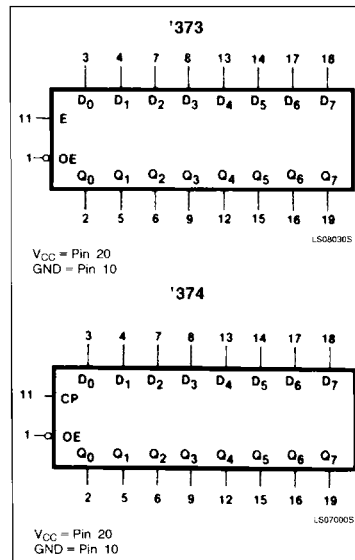 '373
3 4 7 8 13 14 17 18
D0 D1 D2 D3 D4 D5 D6 D7
11 E
1 OE
Q0 Q1 Q2 Q3 Q4 Q5 Q6 Q7
2 5 6 9 12 15 16 19
LS08030S
VCC = Pin 20
GND = Pin 10
'374
3 4 7 8 13 14 17 18
D0 D1 D2 D3 D4 D5 D6 D7
11 CP
1 OE
Q0 Q1 Q2 Q3 Q4 Q5 Q6 Q7
2 5 6 9 12 15 16 19
LS07000S
VCC = Pin 20
GND = Pin 10